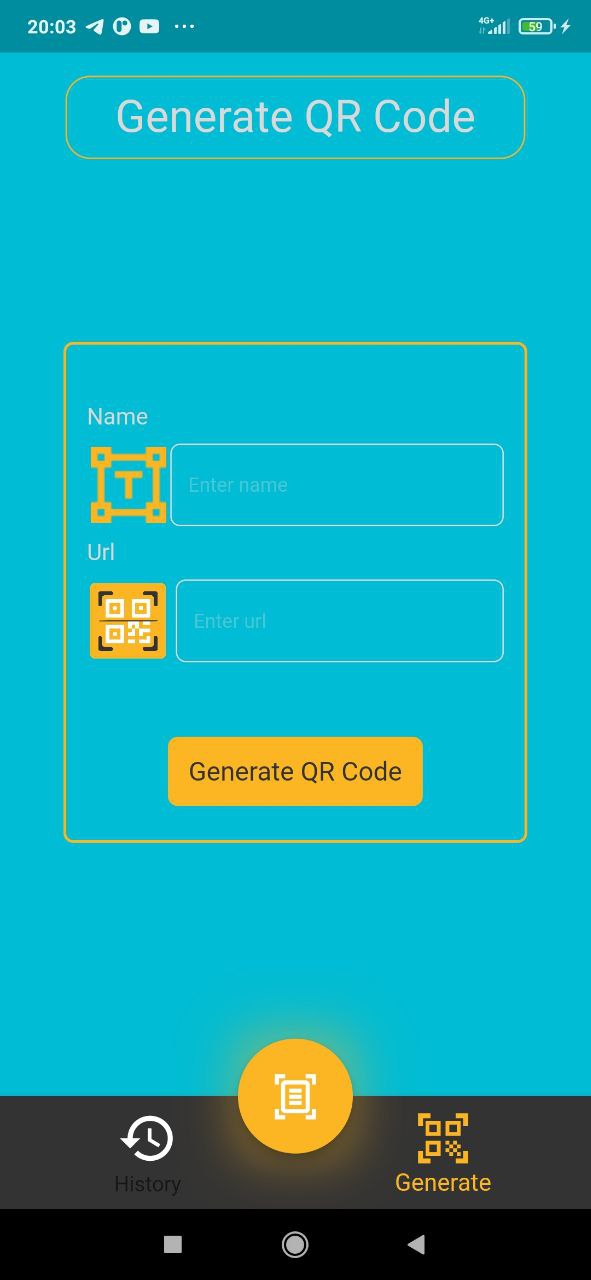 20:03 4G+ 59
Generate QR Code
Name
T
Enter name
Url
Enter url
Generate QR Code
History
Generate